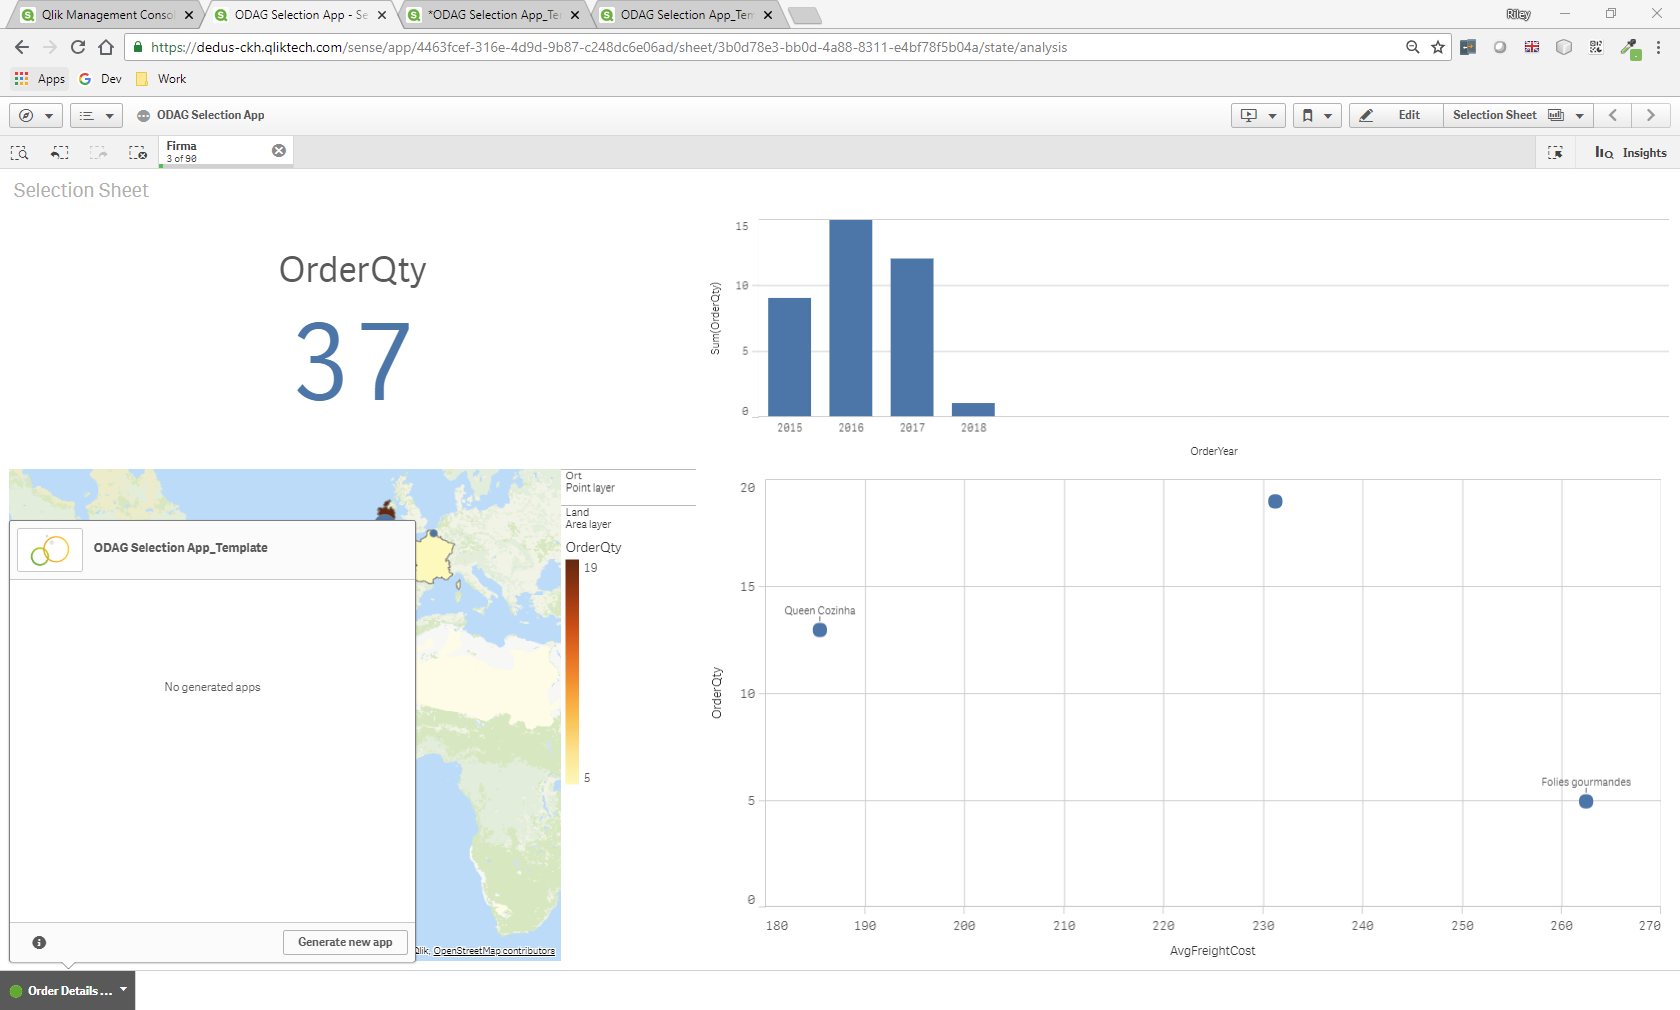 Qlik Management Consol
ODAG Selection App - Se
*ODAG Selection App_Te
ODAG Selection App_Tem
Riley
https://dedus-ckh.qliktech.com/sense/app/4463fcef-316e-4d9d-9b87-c248dc6e06ad/sheet/3b0d78e3-bb0d-4a88-8311-e4bf78f5b04a/state/analysis
Apps
Dev
Work
ODAG Selection App
Edit
Selection Sheet
Firma
3 of 90
Insights
Selection Sheet
OrderQty
37
Sum(OrderQty)
15
10
5
0
2015
2016
2017
2018
OrderYear
Ort
Point layer
Land
Area layer
OrderQty
19
5
ODAG Selection App_Template
No generated apps
Generate new app
Qlik, OpenStreetMap contributors
OrderQty
20
15
10
5
0
Queen Cozinha
Folies gourmandes
180
190
200
210
220
230
240
250
260
270
AvgFreightCost
Order Details ...